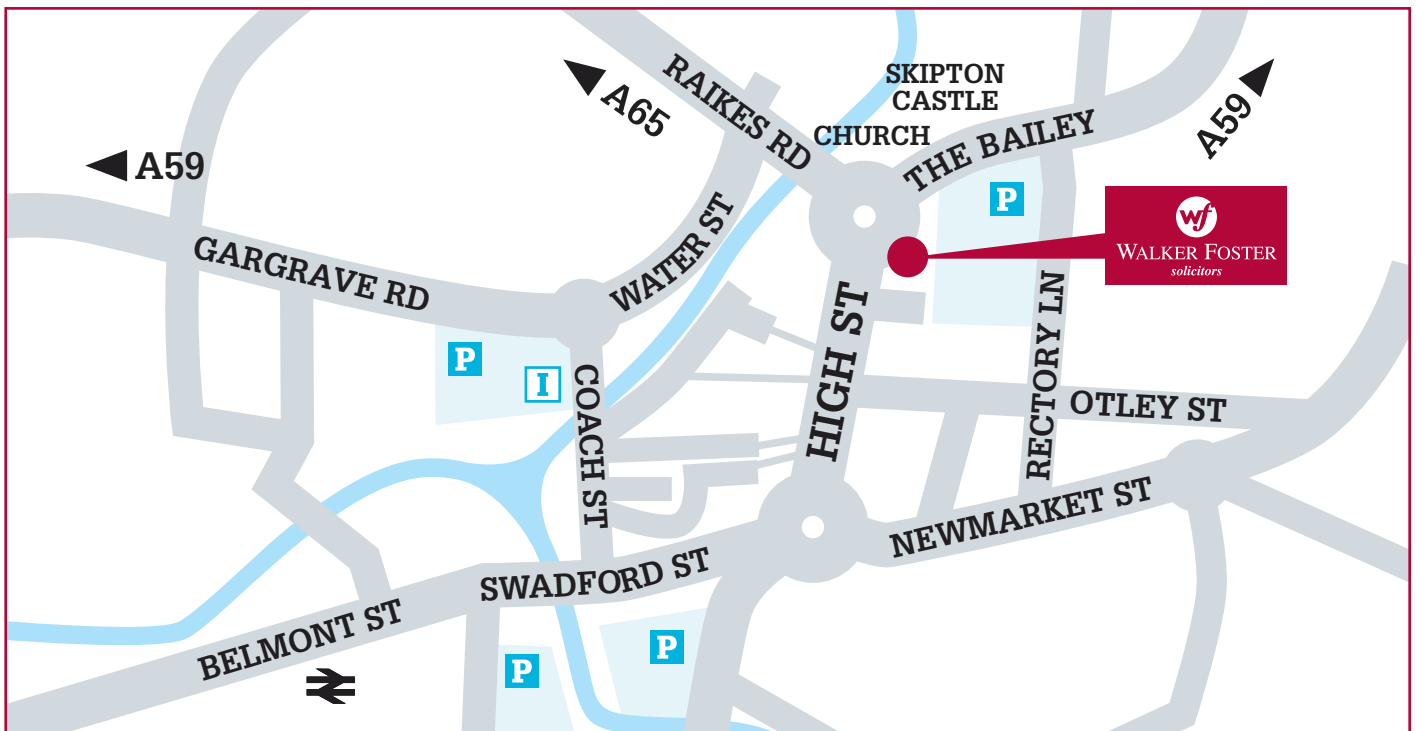 SKIPTON
CASTLE
CHURCH
RAIKES RD
A65
A59
THE BAILEY
A59
P
wf
WALKER FOSTER
solicitors
WATER ST
GARGRAVE RD
P
I
COACH ST
HIGH ST
RECTORY LN
OTLEY ST
NEWMARKET ST
SWADFORD ST
BELMONT ST
P
P